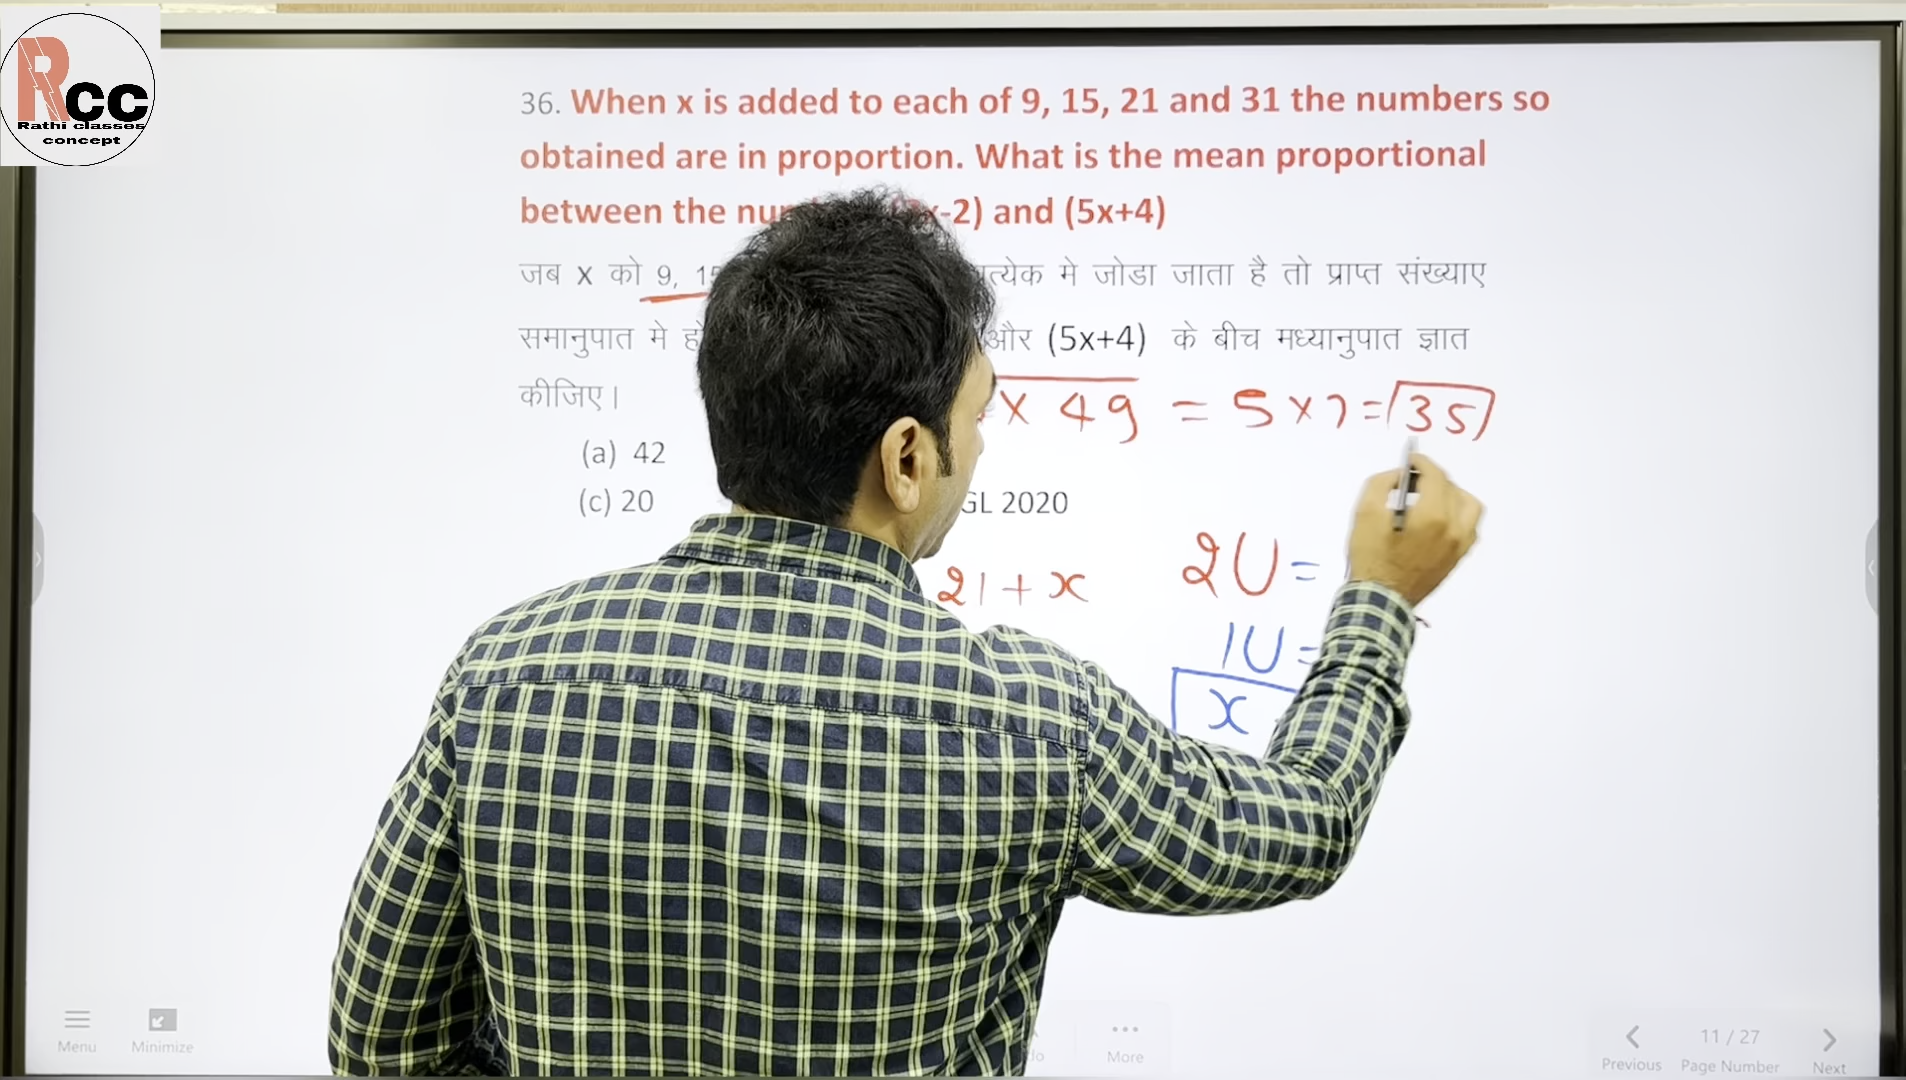 Rcc
Rathi classes
concept
36. When x is added to each of 9, 15, 21 and 31 the numbers so
obtained are in proportion. What is the mean proportional
between the -2) and (5x+4)
जब x को 9, 15 मे जोडा जाता है तो प्राप्त संख्याए
समानुपात मे और (5x+4) के बीच मध्यानुपात ज्ञात
कीजिए।
x 49 = 5 x 7 = 35
(a) 42
(c) 20 GL 2020
2U =
21 + x
1U =
x
Menu Minimize More Previous 11 / 27 Page Number Next